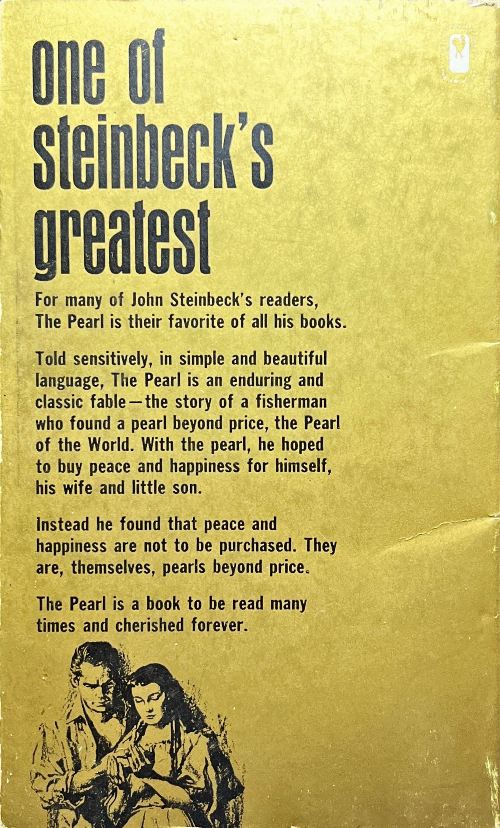 one of
steinbeck's
greatest
For many of John Steinbeck's readers,
The Pearl is their favorite of all his books.
Told sensitively, in simple and beautiful
language, The Pearl is an enduring and
classic fable—the story of a fisherman
who found a pearl beyond price, the Pearl
of the World. With the pearl, he hoped
to buy peace and happiness for himself,
his wife and little son.
Instead he found that peace and
happiness are not to be purchased. They
are, themselves, pearls beyond price.
The Pearl is a book to be read many
times and cherished forever.